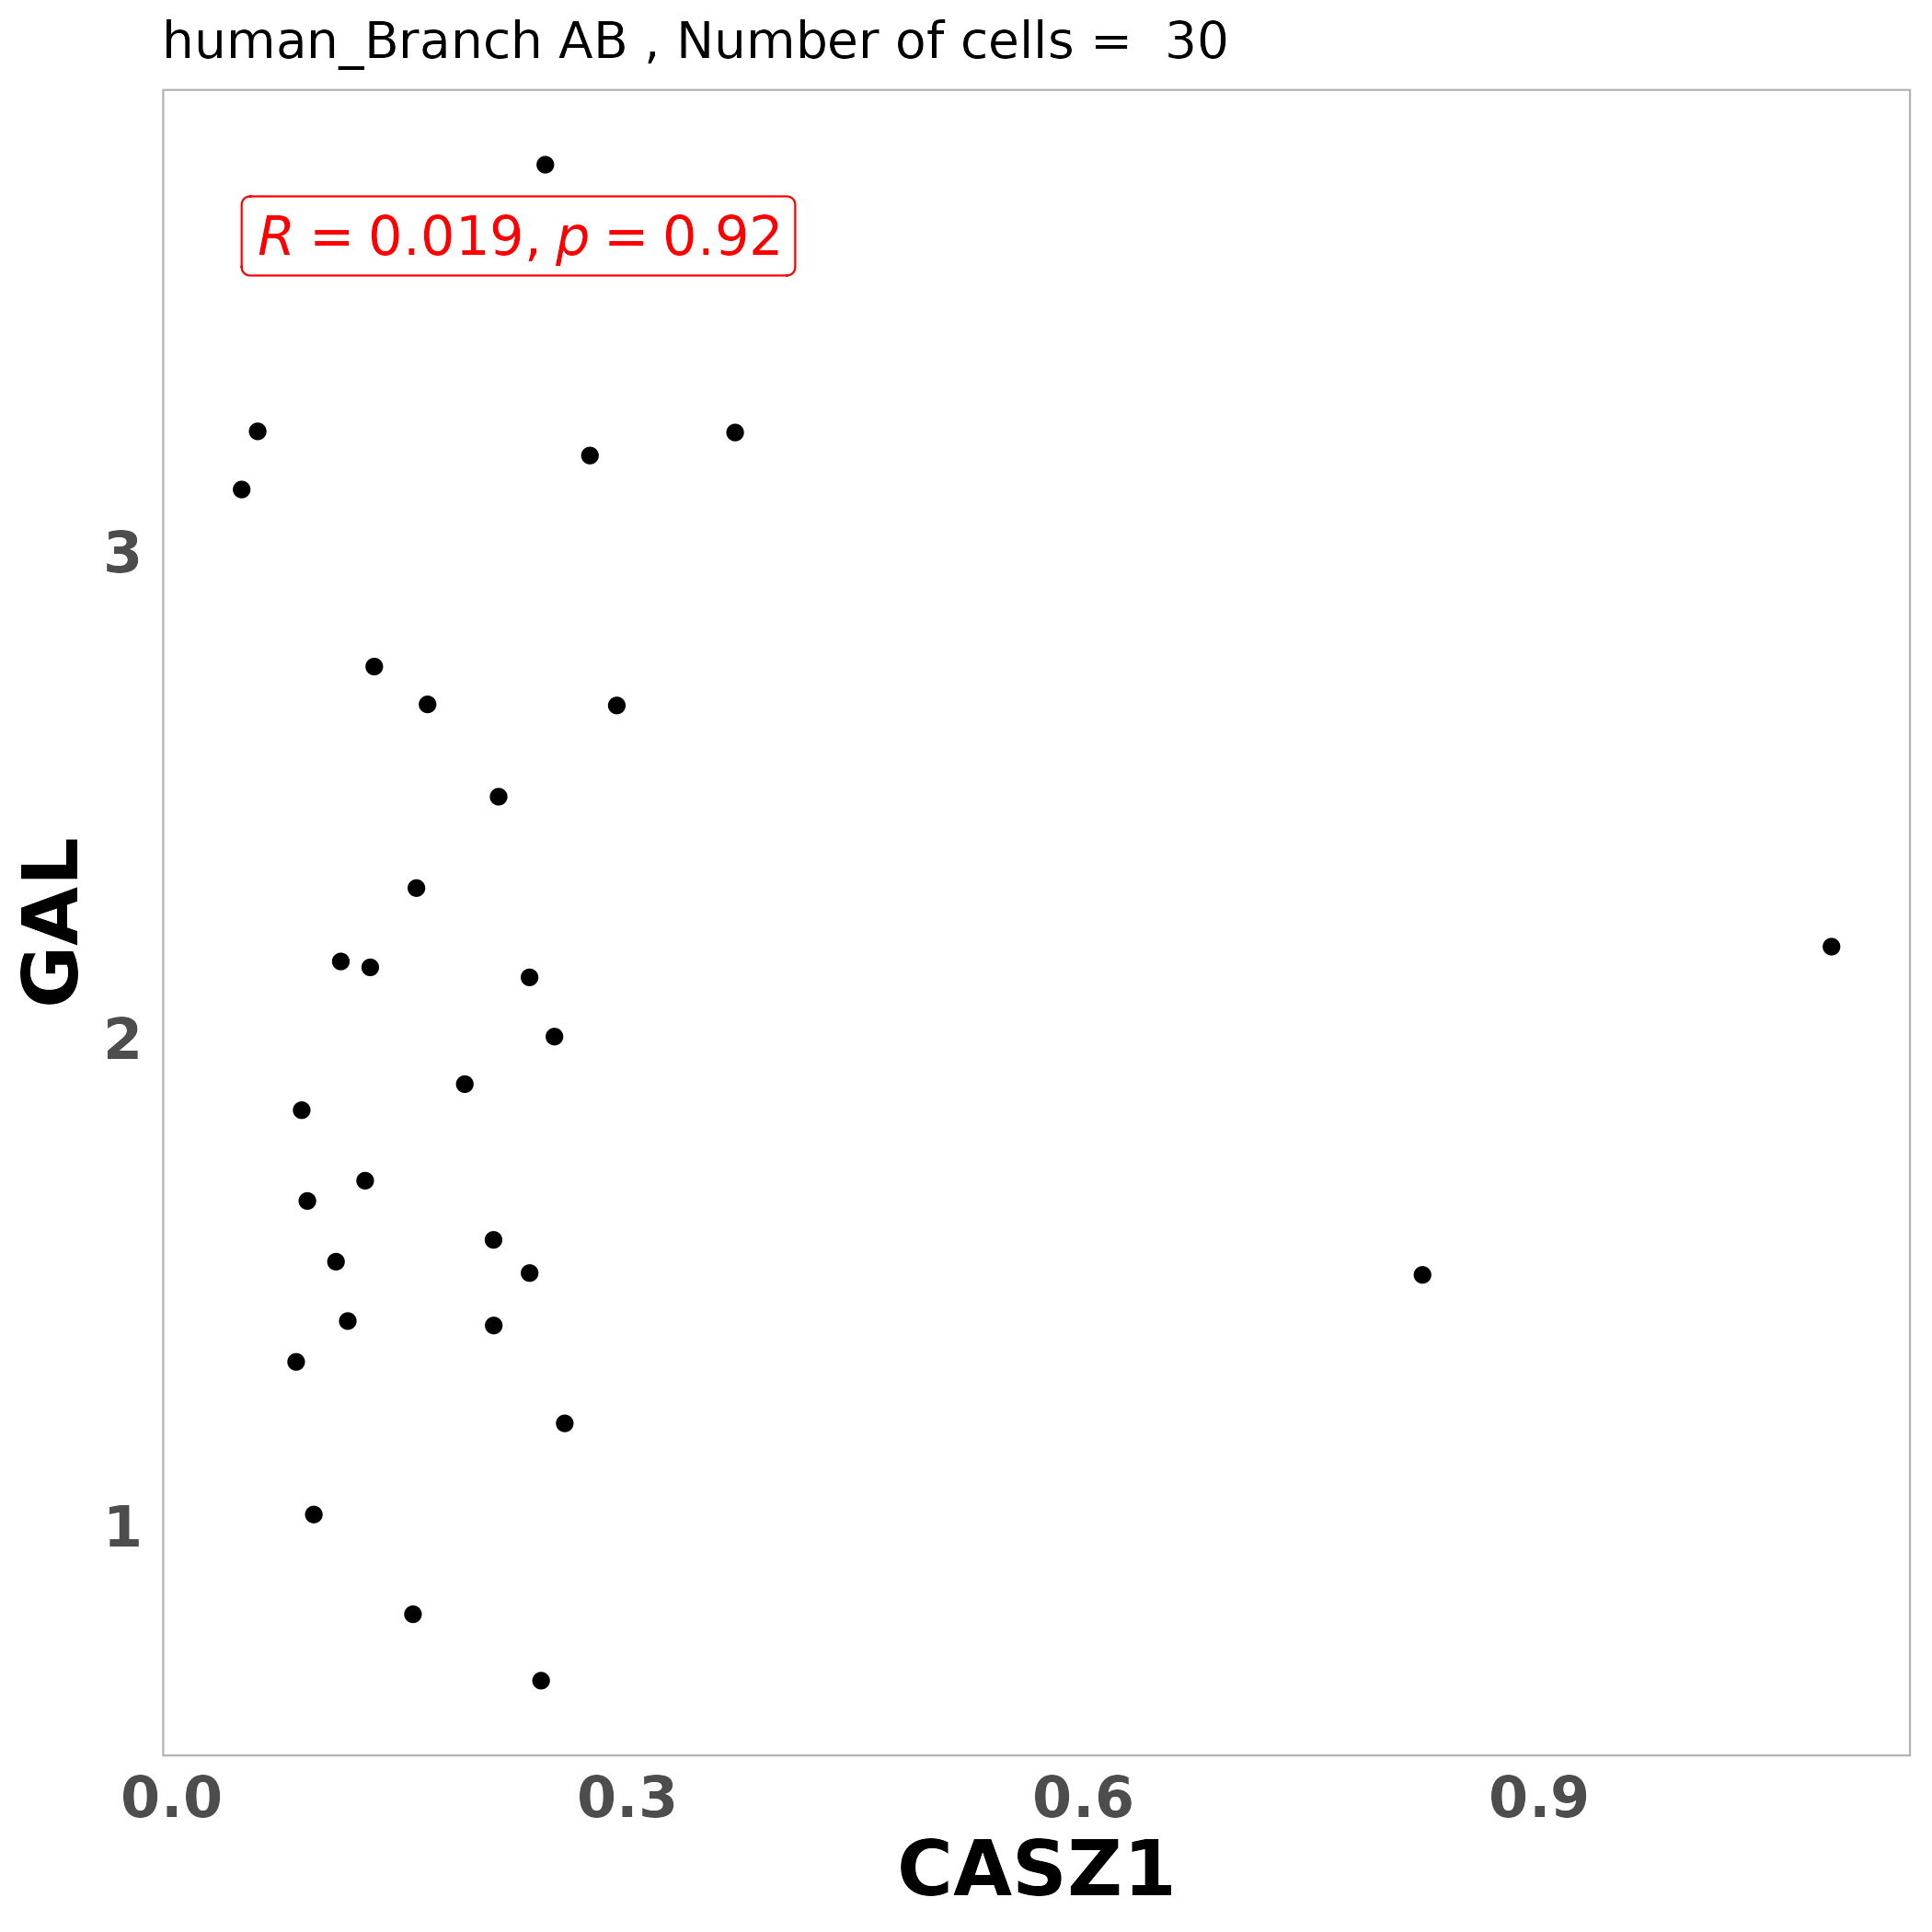 human_Branch AB , Number of cells =  30
R = 0.019, p = 0.92
3
2
1
GAL
0.0 0.3 0.6 0.9
CASZ1